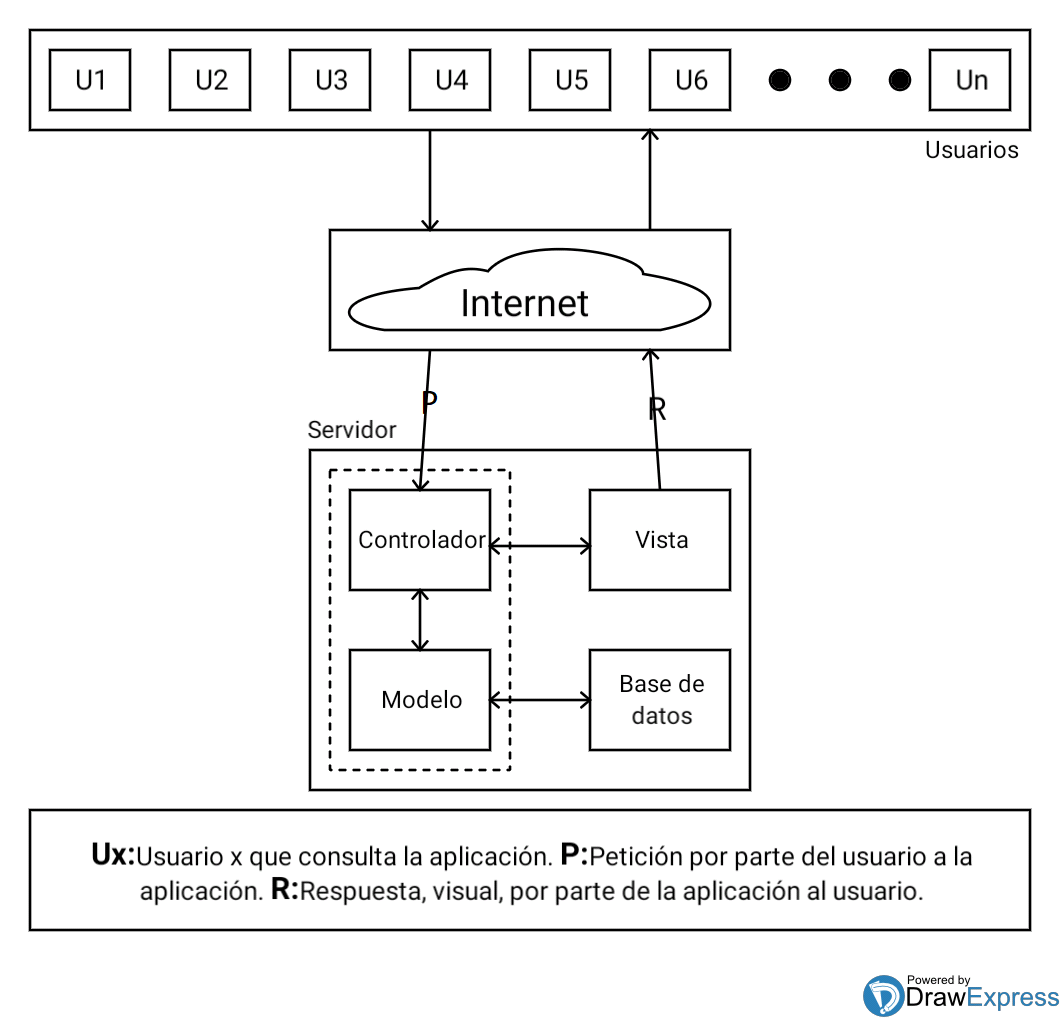 U1 U2 U3 U4 U5 U6 Un
Usuarios
Internet
P R
Servidor
Controlador Vista
Modelo
Base de
datos
Ux:Usuario x que consulta la aplicación. P:Petición por parte del usuario a la
aplicación. R:Respuesta, visual, por parte de la aplicación al usuario.
Powered by
DrawExpress